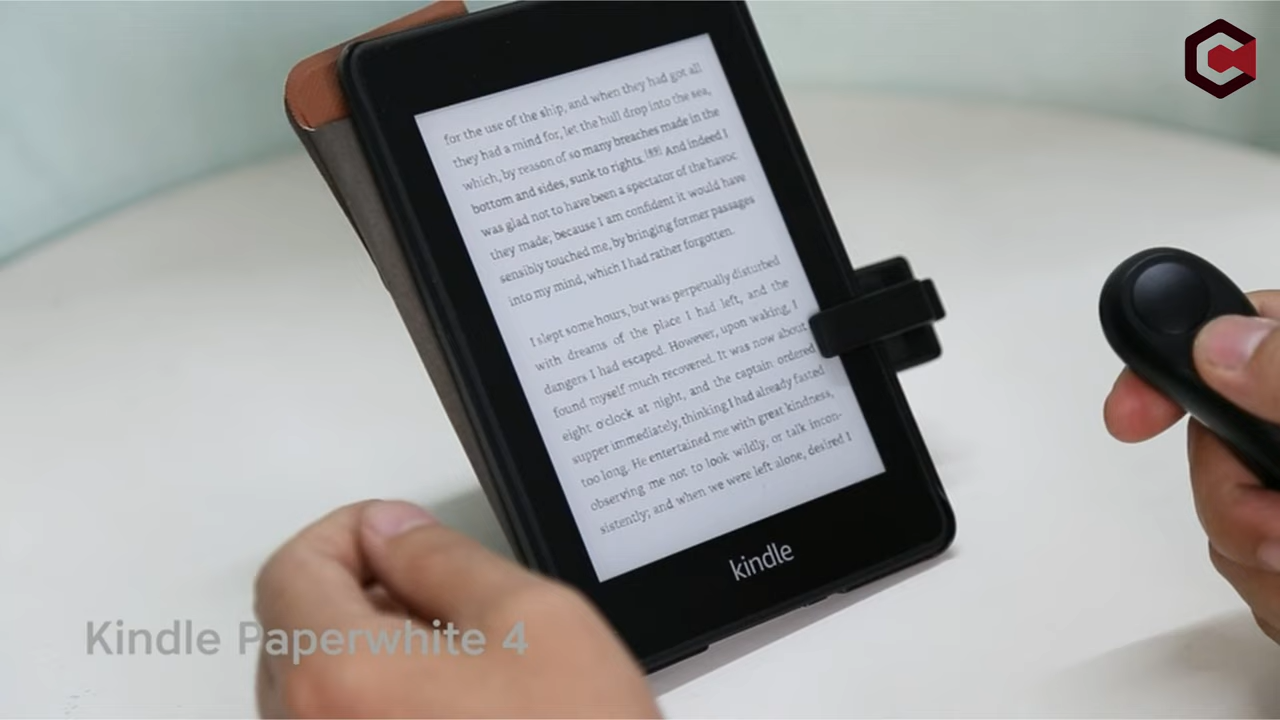 for the use of the ship, and when they had got all
they had a mind for, let the hull drop into the sea,
which, by reason of so many breaches made in the
bottom and sides, sunk to rights.[89] And indeed I
was glad not to have been a spectator of the havoc
they made; because I am confident it would have
sensibly touched me, by bringing former passages
into my mind, which I had rather forgotten.
I slept some hours, but was perpetually disturbed
with dreams of the place I had left, and the
dangers I had escaped. However, upon waking, I
found myself much recovered. It was now about
eight o'clock at night, and the captain ordered
supper immediately, thinking I had already fasted
too long. He entertained me with great kindness,
observing me not to look wildly, or talk incon-
sistently; and when we were left alone, desired I
kindle
Kindle Paperwhite 4